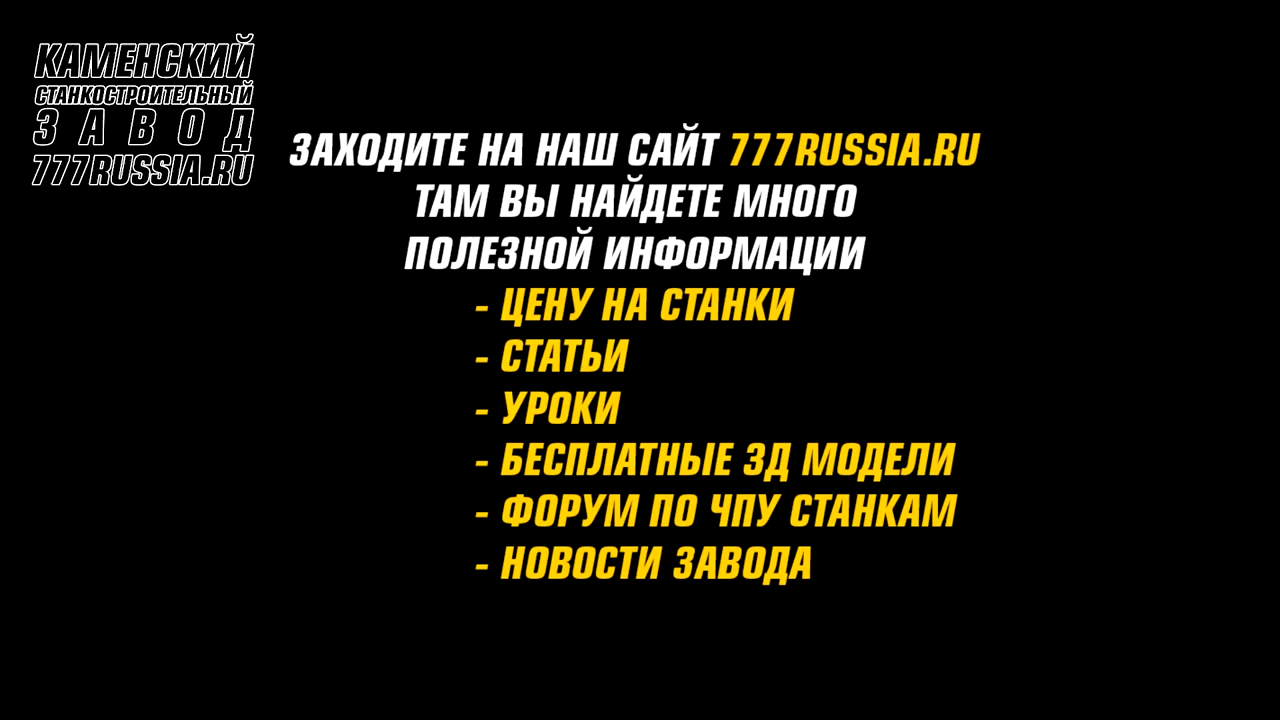 КАМЕНСКИЙ
СТАНКОСТРОИТЕЛЬНЫЙ
ЗАВОД
777RUSSIA.RU
ЗАХОДИТЕ НА НАШ САЙТ 777RUSSIA.RU
ТАМ ВЫ НАЙДЕТЕ МНОГО
ПОЛЕЗНОЙ ИНФОРМАЦИИ
- ЦЕНУ НА СТАНКИ
- СТАТЬИ
- УРОКИ
- БЕСПЛАТНЫЕ 3Д МОДЕЛИ
- ФОРУМ ПО ЧПУ СТАНКАМ
- НОВОСТИ ЗАВОДА